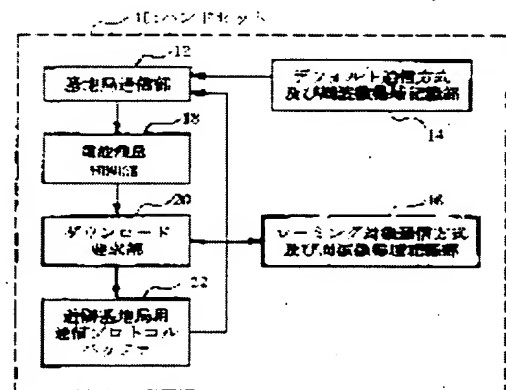 10:ハンドセット
12
基地局通信部
デフォルト通信方式
及び周波数帯域記憶部
14
18
電波測定
20
ダウンロード
要求部
16
ローミング対象通信方式
及び周波数帯域記憶部
22
近隣基地局用
通信プロトコル
バッファ